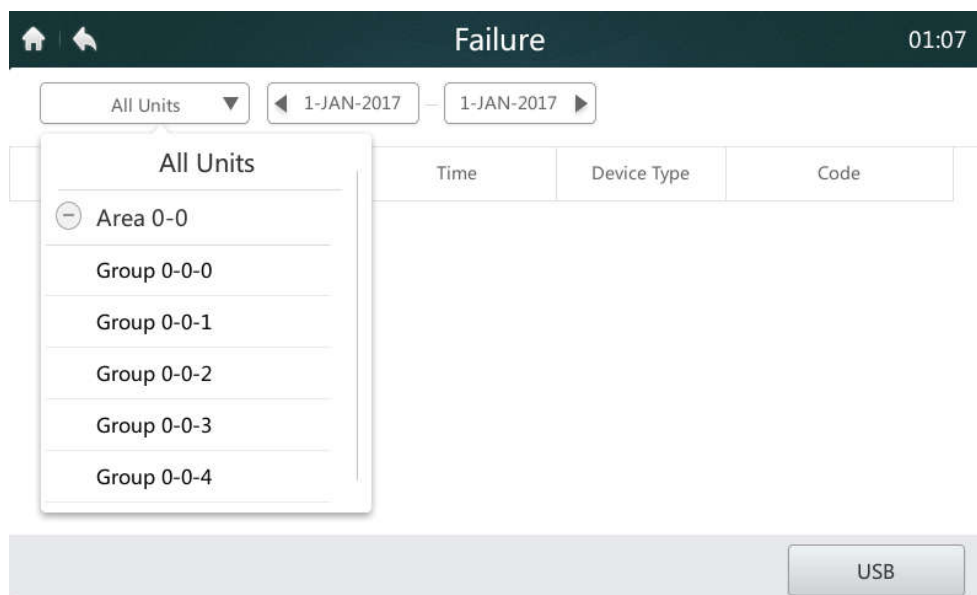 Failure 01:07
All Units 1-JAN-2017 – 1-JAN-2017
All Units
Time Device Type Code
Area 0-0
Group 0-0-0
Group 0-0-1
Group 0-0-2
Group 0-0-3
Group 0-0-4
USB